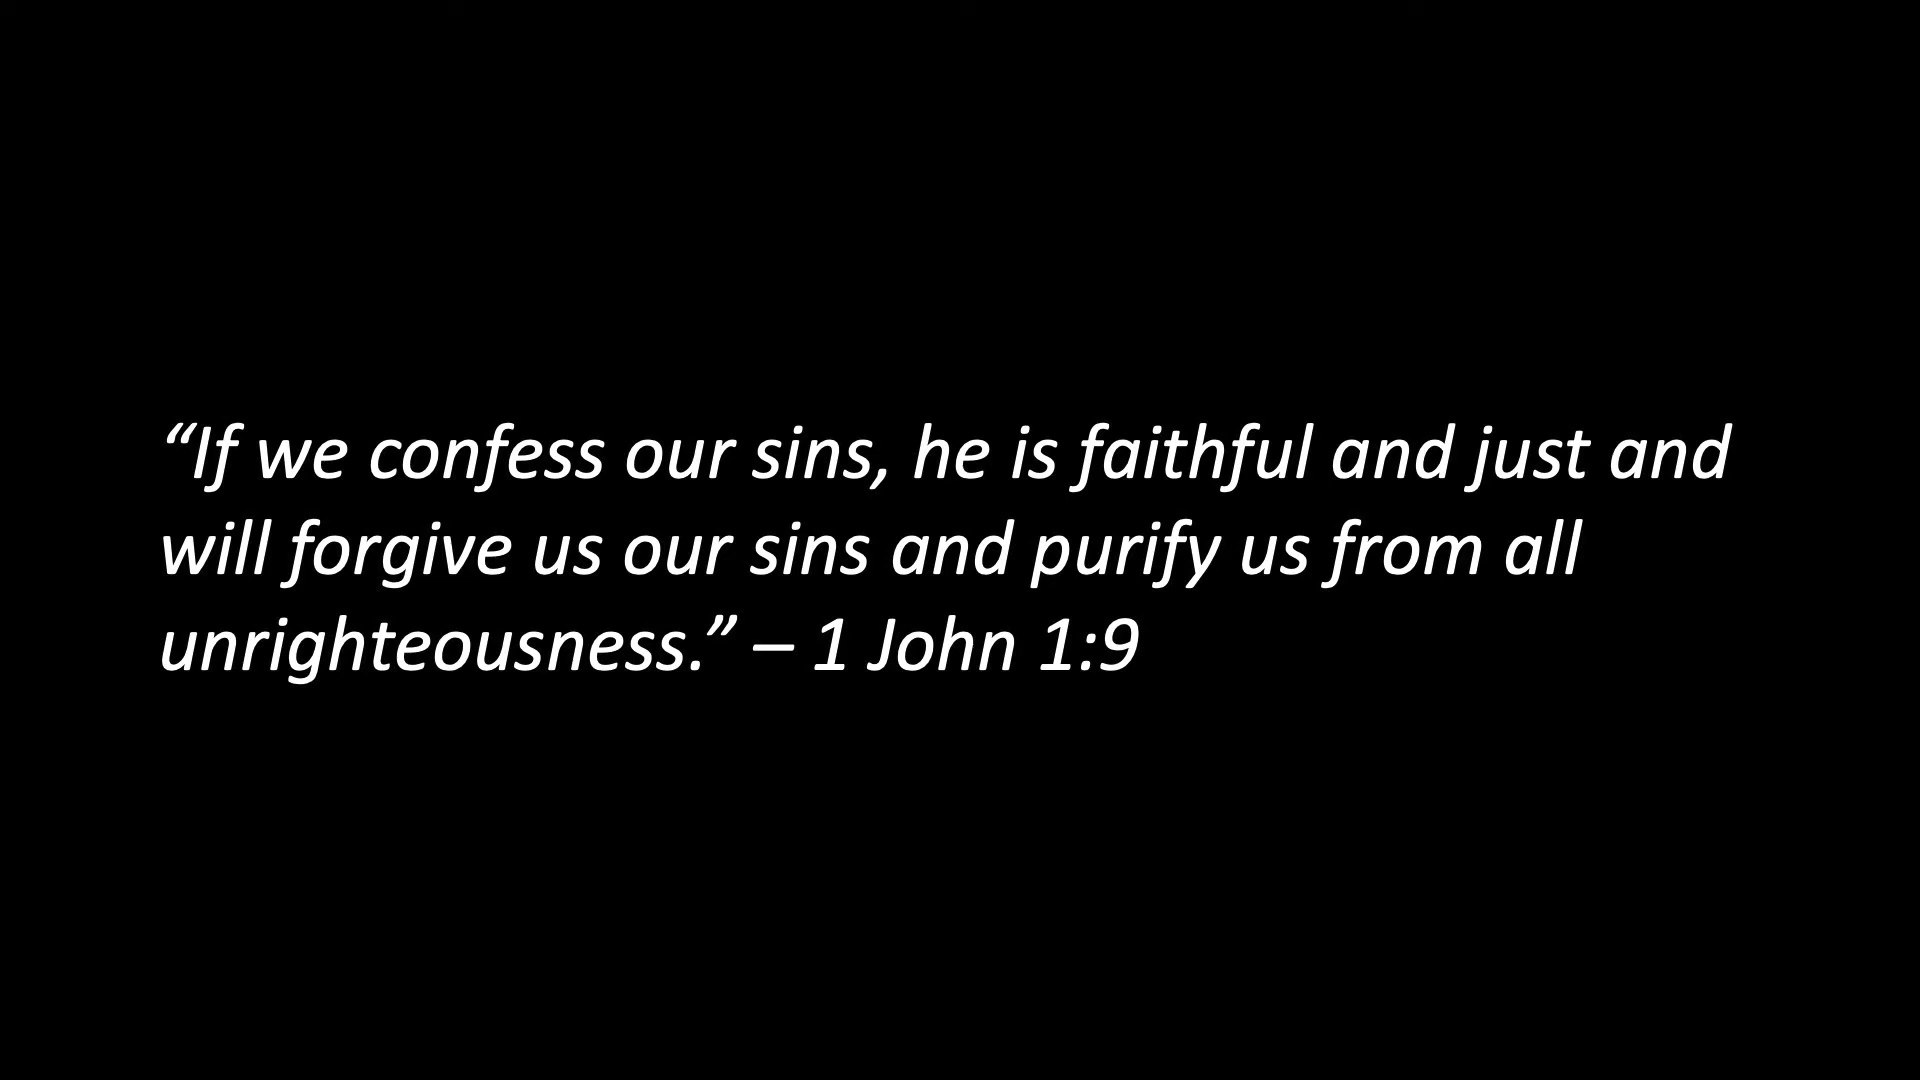 “If we confess our sins, he is faithful and just and
will forgive us our sins and purify us from all
unrighteousness.” – 1 John 1:9